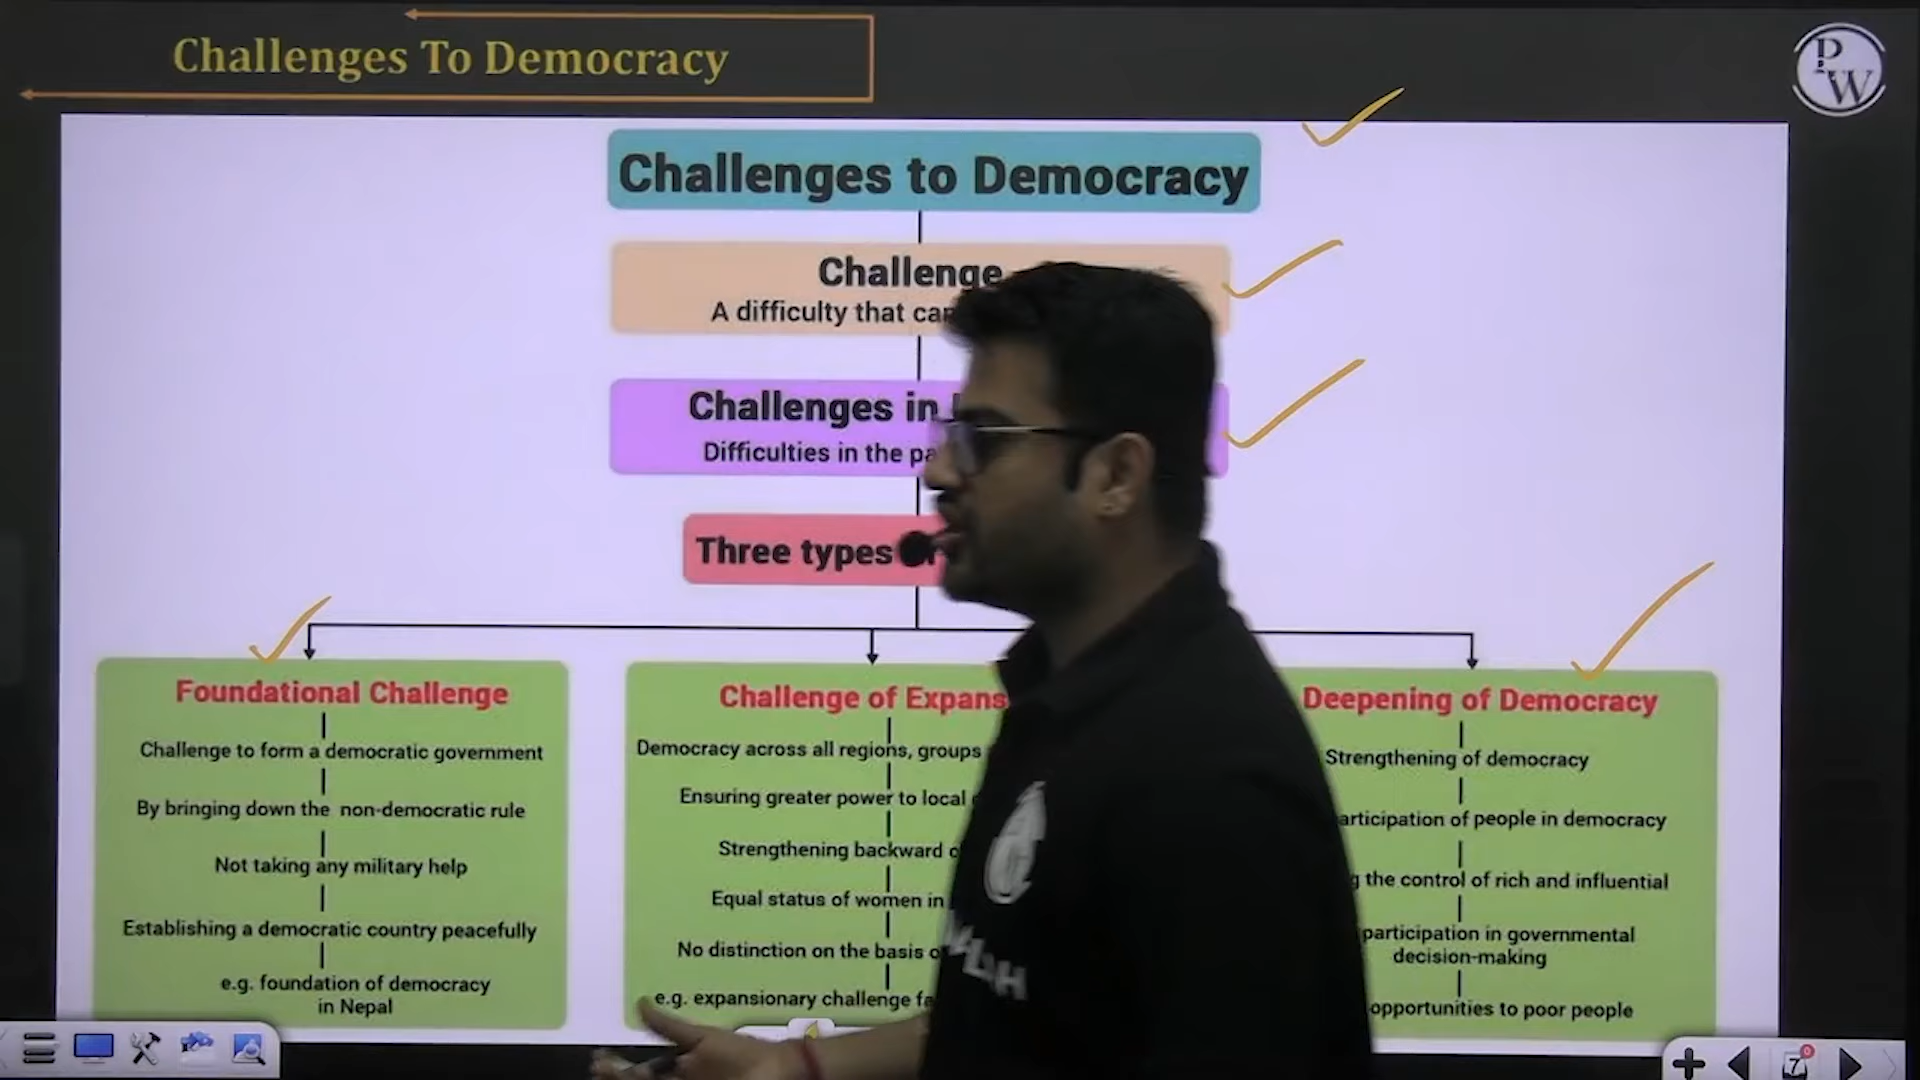 Challenges To Democracy
PW
Challenges to Democracy
Challenge
A difficulty that
Challenges in
Difficulties in the
Three types
Foundational Challenge
Challenge to form a democratic government
By bringing down the non-democratic rule
Not taking any military help
Establishing a democratic country peacefully
e.g. foundation of democracy
in Nepal
Challenge of
Democracy across all regions, groups
Ensuring greater power to local
Strengthening backward
Equal status of women in
No distinction on the basis
e.g. expansionary challenge
Deepening of Democracy
Strengthening of democracy
of people in democracy
the control of rich and influential
participation in governmental
decision-making
opportunities to poor people
7